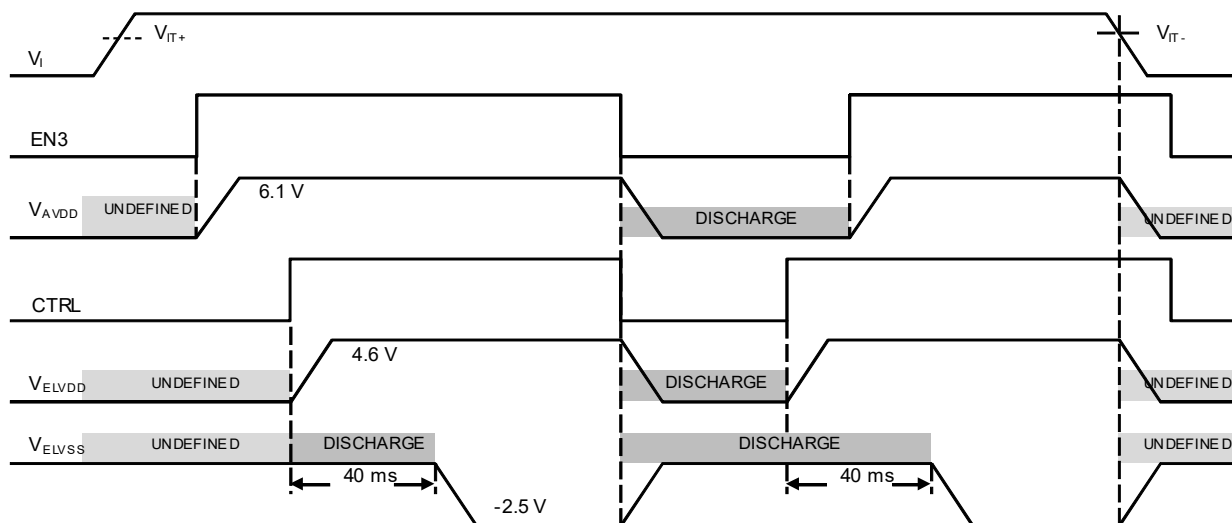 V_IT+
V_IT-
V_I
EN3
6.1 V
V_AVDD
UNDEFINED
DISCHARGE
UNDEFINED
CTRL
4.6 V
V_ELVDD
UNDEFINED
DISCHARGE
UNDEFINED
V_ELVSS
UNDEFINED
DISCHARGE
DISCHARGE
UNDEFINED
40 ms
40 ms
-2.5 V